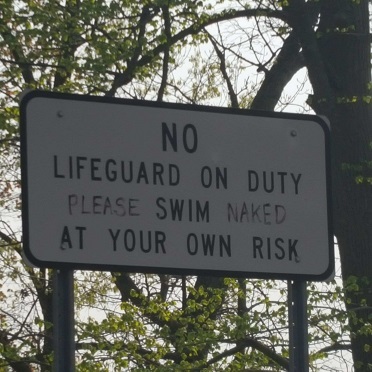 NO
LIFEGUARD ON DUTY
PLEASE SWIM NAKED
AT YOUR OWN RISK